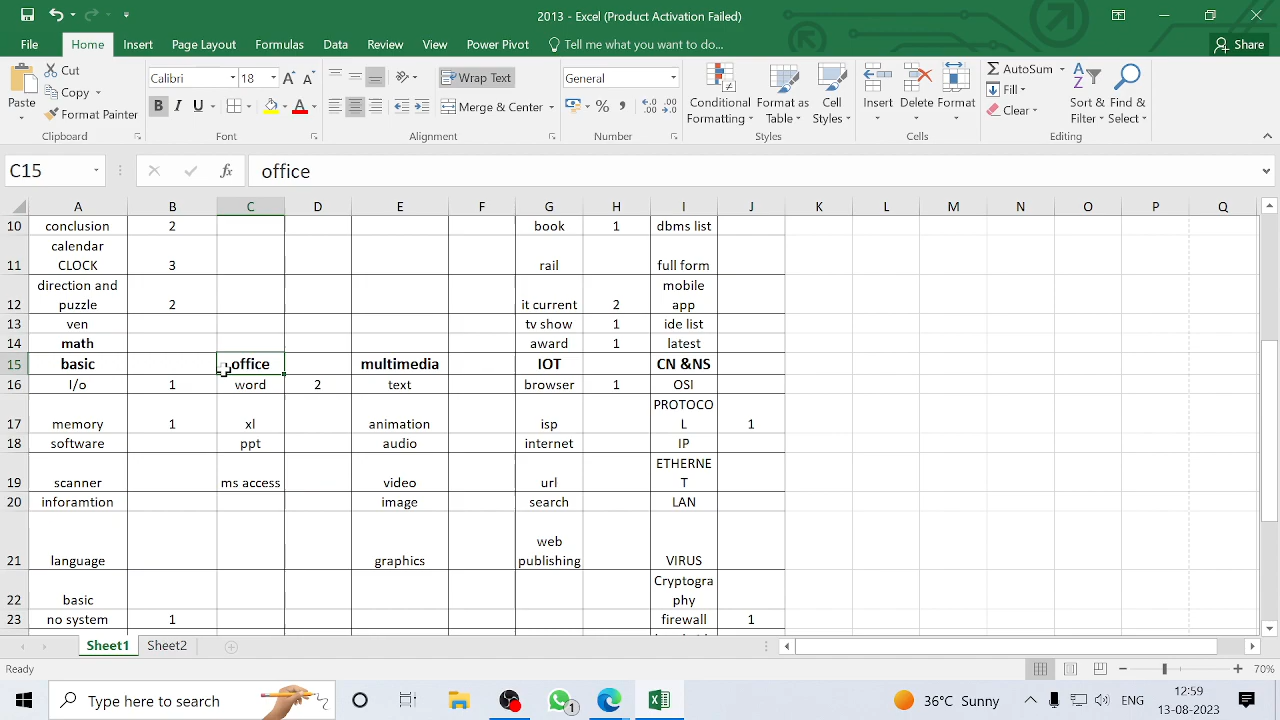 2013 - Excel (Product Activation Failed)
File Home Insert Page Layout Formulas Data Review View Power Pivot Tell me what you want to do... Share
Paste Cut Copy Format Painter Clipboard
Calibri 18 A A B I U A Font
Wrap Text Merge & Center Alignment
General % , Number
Conditional Formatting Format as Table Cell Styles Styles
Insert Delete Format Cells
AutoSum Fill Clear Sort & Filter Find & Select Editing
C15 fx office
A B C D E F G H I J K L M N O P Q
10 conclusion 2 book 1 dbms list
11 calendar CLOCK 3 rail full form
12 direction and puzzle 2 it current 2 mobile app
13 ven tv show 1 ide list
14 math award 1 latest
15 basic office multimedia IOT CN &NS
16 I/o 1 word 2 text browser 1 OSI
17 memory 1 xl animation isp PROTOCOL 1
18 software ppt audio internet IP
19 scanner ms access video url ETHERNET
20 inforamtion image search LAN
21 language graphics web publishing VIRUS
22 basic Cryptography
23 no system 1 firewall 1
Sheet1 Sheet2
Ready 70%
Type here to search 1 36°C Sunny ENG 12:59
13-08-2023